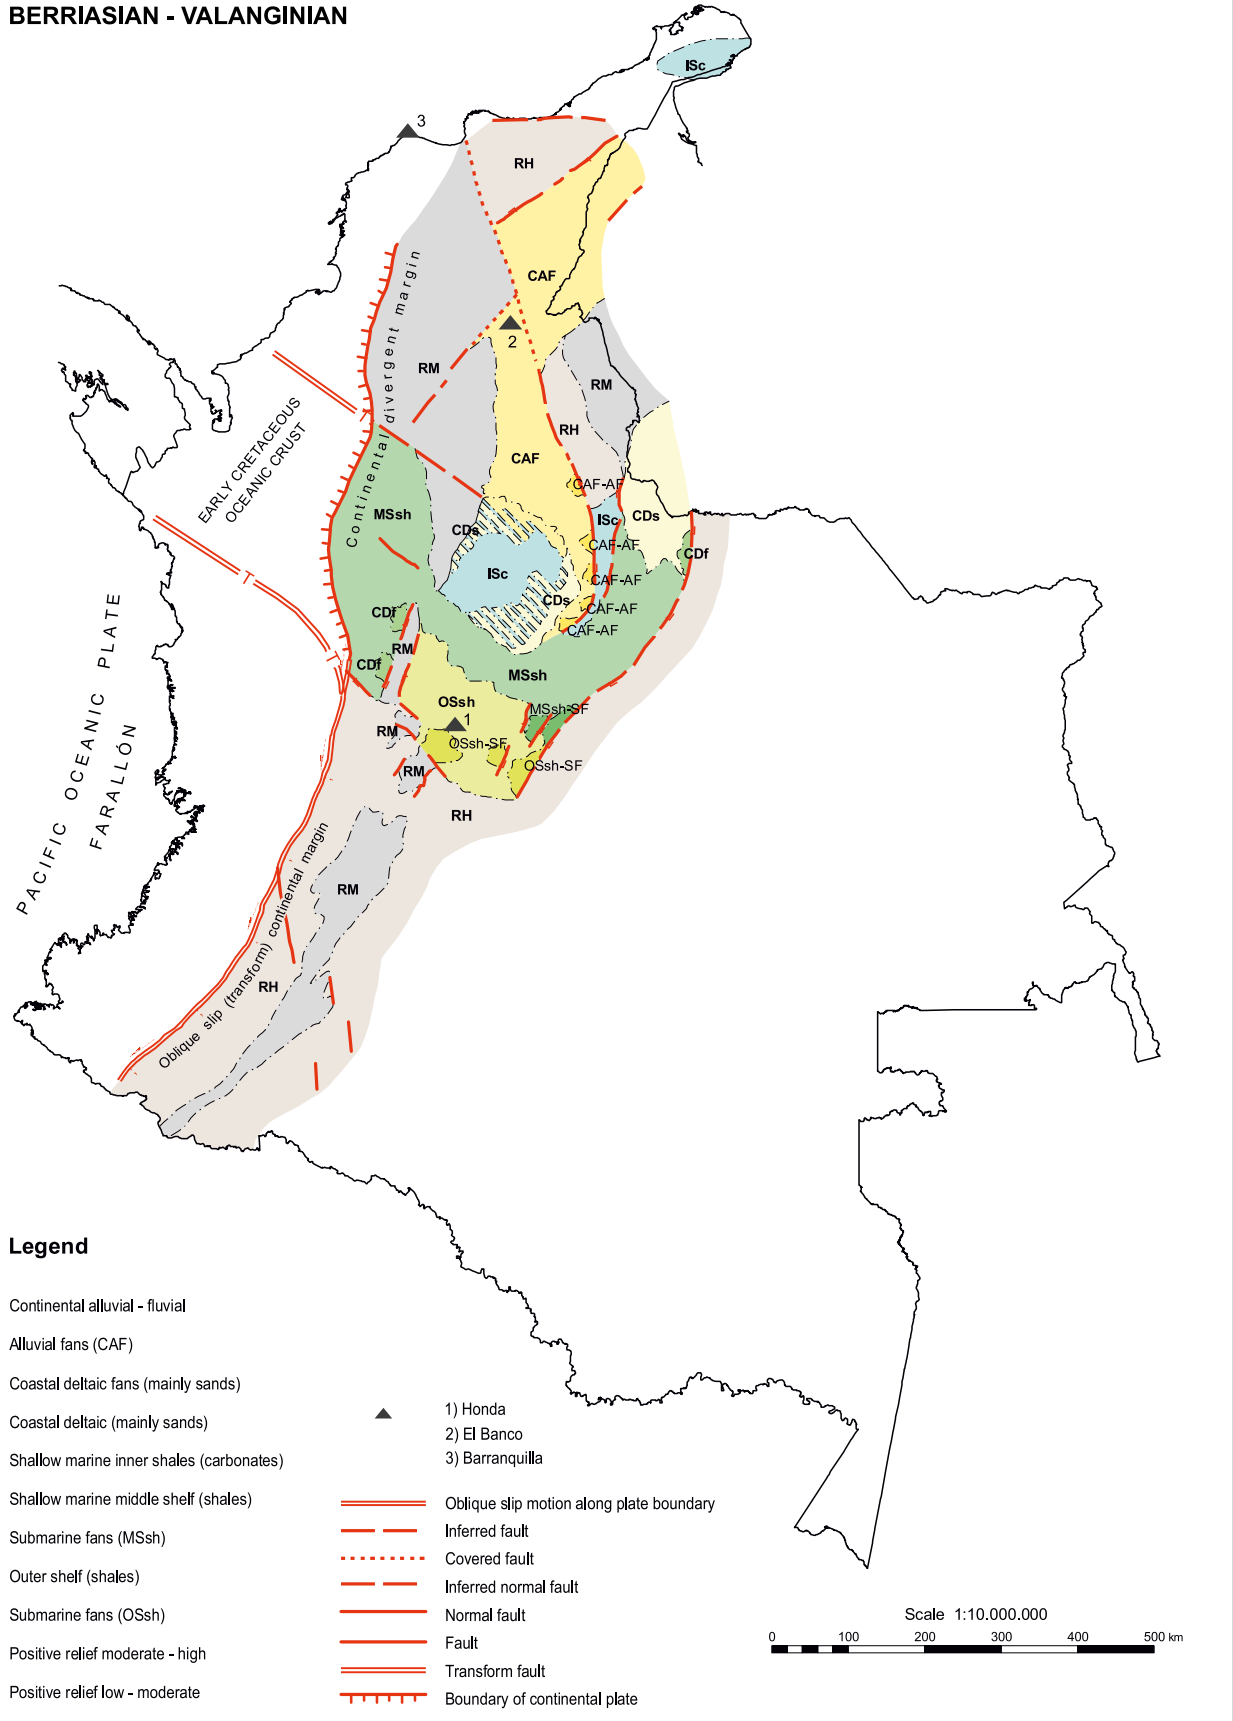 BERRIASIAN - VALANGINIAN
ISc
3
RH
CAF
Continental divergent margin
2
RM
RM
EARLY CRETACEOUS
OCEANIC CRUST
RH
CAF
CAF-AF
MSsh
CDs
ISc
CDs
CAF-AF
CDf
T
T
ISc
CAF-AF
CDs
CAF-AF
CDf
CAF-AF
RM
T
CDf
MSsh
PACIFIC OCEANIC PLATE
FARALLÓN
OSsh
MSsh-SF
1
RM
OSsh-SF
OSsh-SF
RM
RH
RM
Oblique slip (transform) continental margin
RH
Legend
Continental alluvial - fluvial
Alluvial fans (CAF)
Coastal deltaic fans (mainly sands)
Coastal deltaic (mainly sands)
Shallow marine inner shales (carbonates)
Shallow marine middle shelf (shales)
Submarine fans (MSsh)
Outer shelf (shales)
Submarine fans (OSsh)
Positive relief moderate - high
Positive relief low - moderate
1) Honda
2) El Banco
3) Barranquilla
Oblique slip motion along plate boundary
Inferred fault
Covered fault
Inferred normal fault
Normal fault
Fault
Transform fault
Boundary of continental plate
Scale 1:10.000.000
0 100 200 300 400 500 km